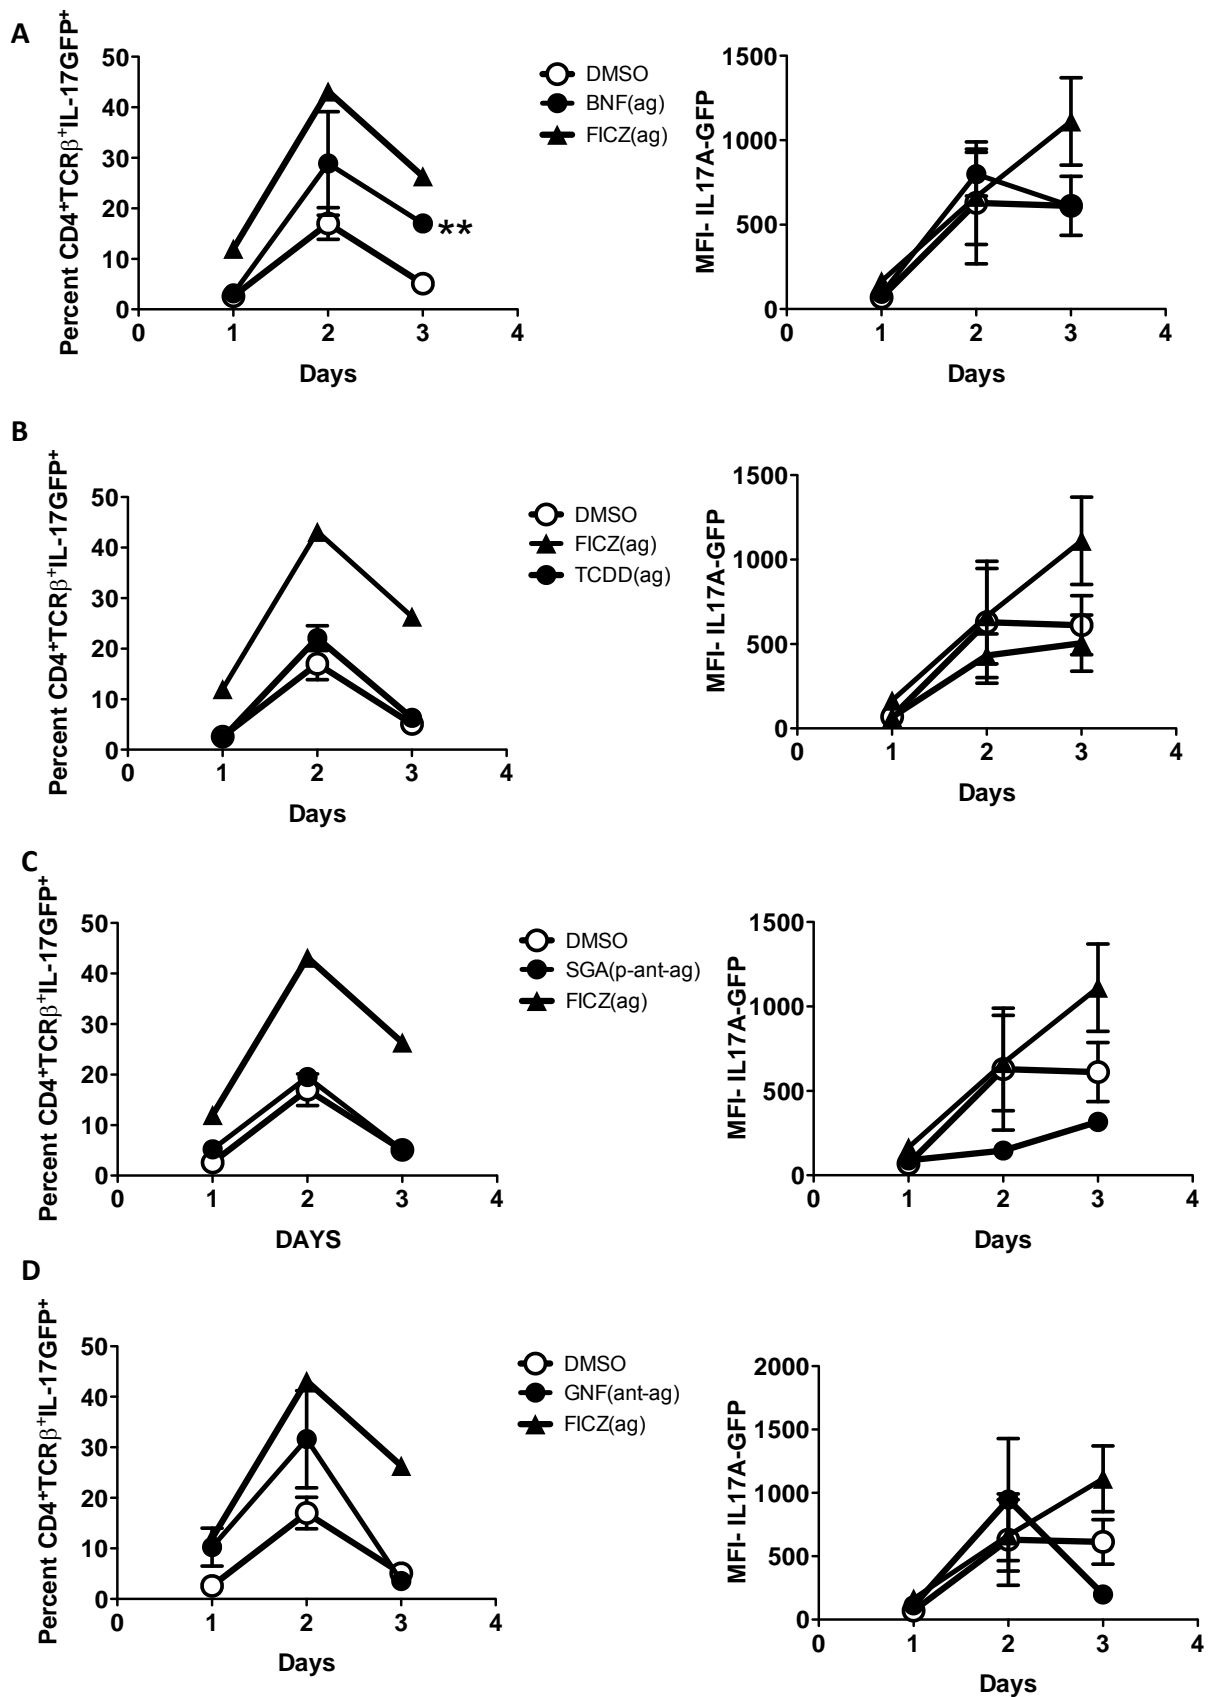 A
Percent CD4⁺TCRβ⁺IL-17GFP⁺
50
40
30
20
10
0
0 1 2 3 4
Days
**
DMSO
BNF(ag)
FICZ(ag)
MFI- IL17A-GFP
1500
1000
500
0
0 1 2 3 4
Days
B
Percent CD4⁺TCRβ⁺IL-17GFP⁺
50
40
30
20
10
0
0 1 2 3 4
Days
DMSO
FICZ(ag)
TCDD(ag)
MFI- IL17A-GFP
1500
1000
500
0
0 1 2 3 4
Days
C
Percent CD4⁺TCRβ⁺IL-17GFP⁺
50
40
30
20
10
0
0 1 2 3 4
DAYS
DMSO
SGA(p-ant-ag)
FICZ(ag)
MFI- IL17A-GFP
1500
1000
500
0
0 1 2 3 4
Days
D
Percent CD4⁺TCRβ⁺IL-17GFP⁺
50
40
30
20
10
0
0 1 2 3 4
Days
DMSO
GNF(ant-ag)
FICZ(ag)
MFI- IL17A-GFP
2000
1500
1000
500
0
0 1 2 3 4
Days